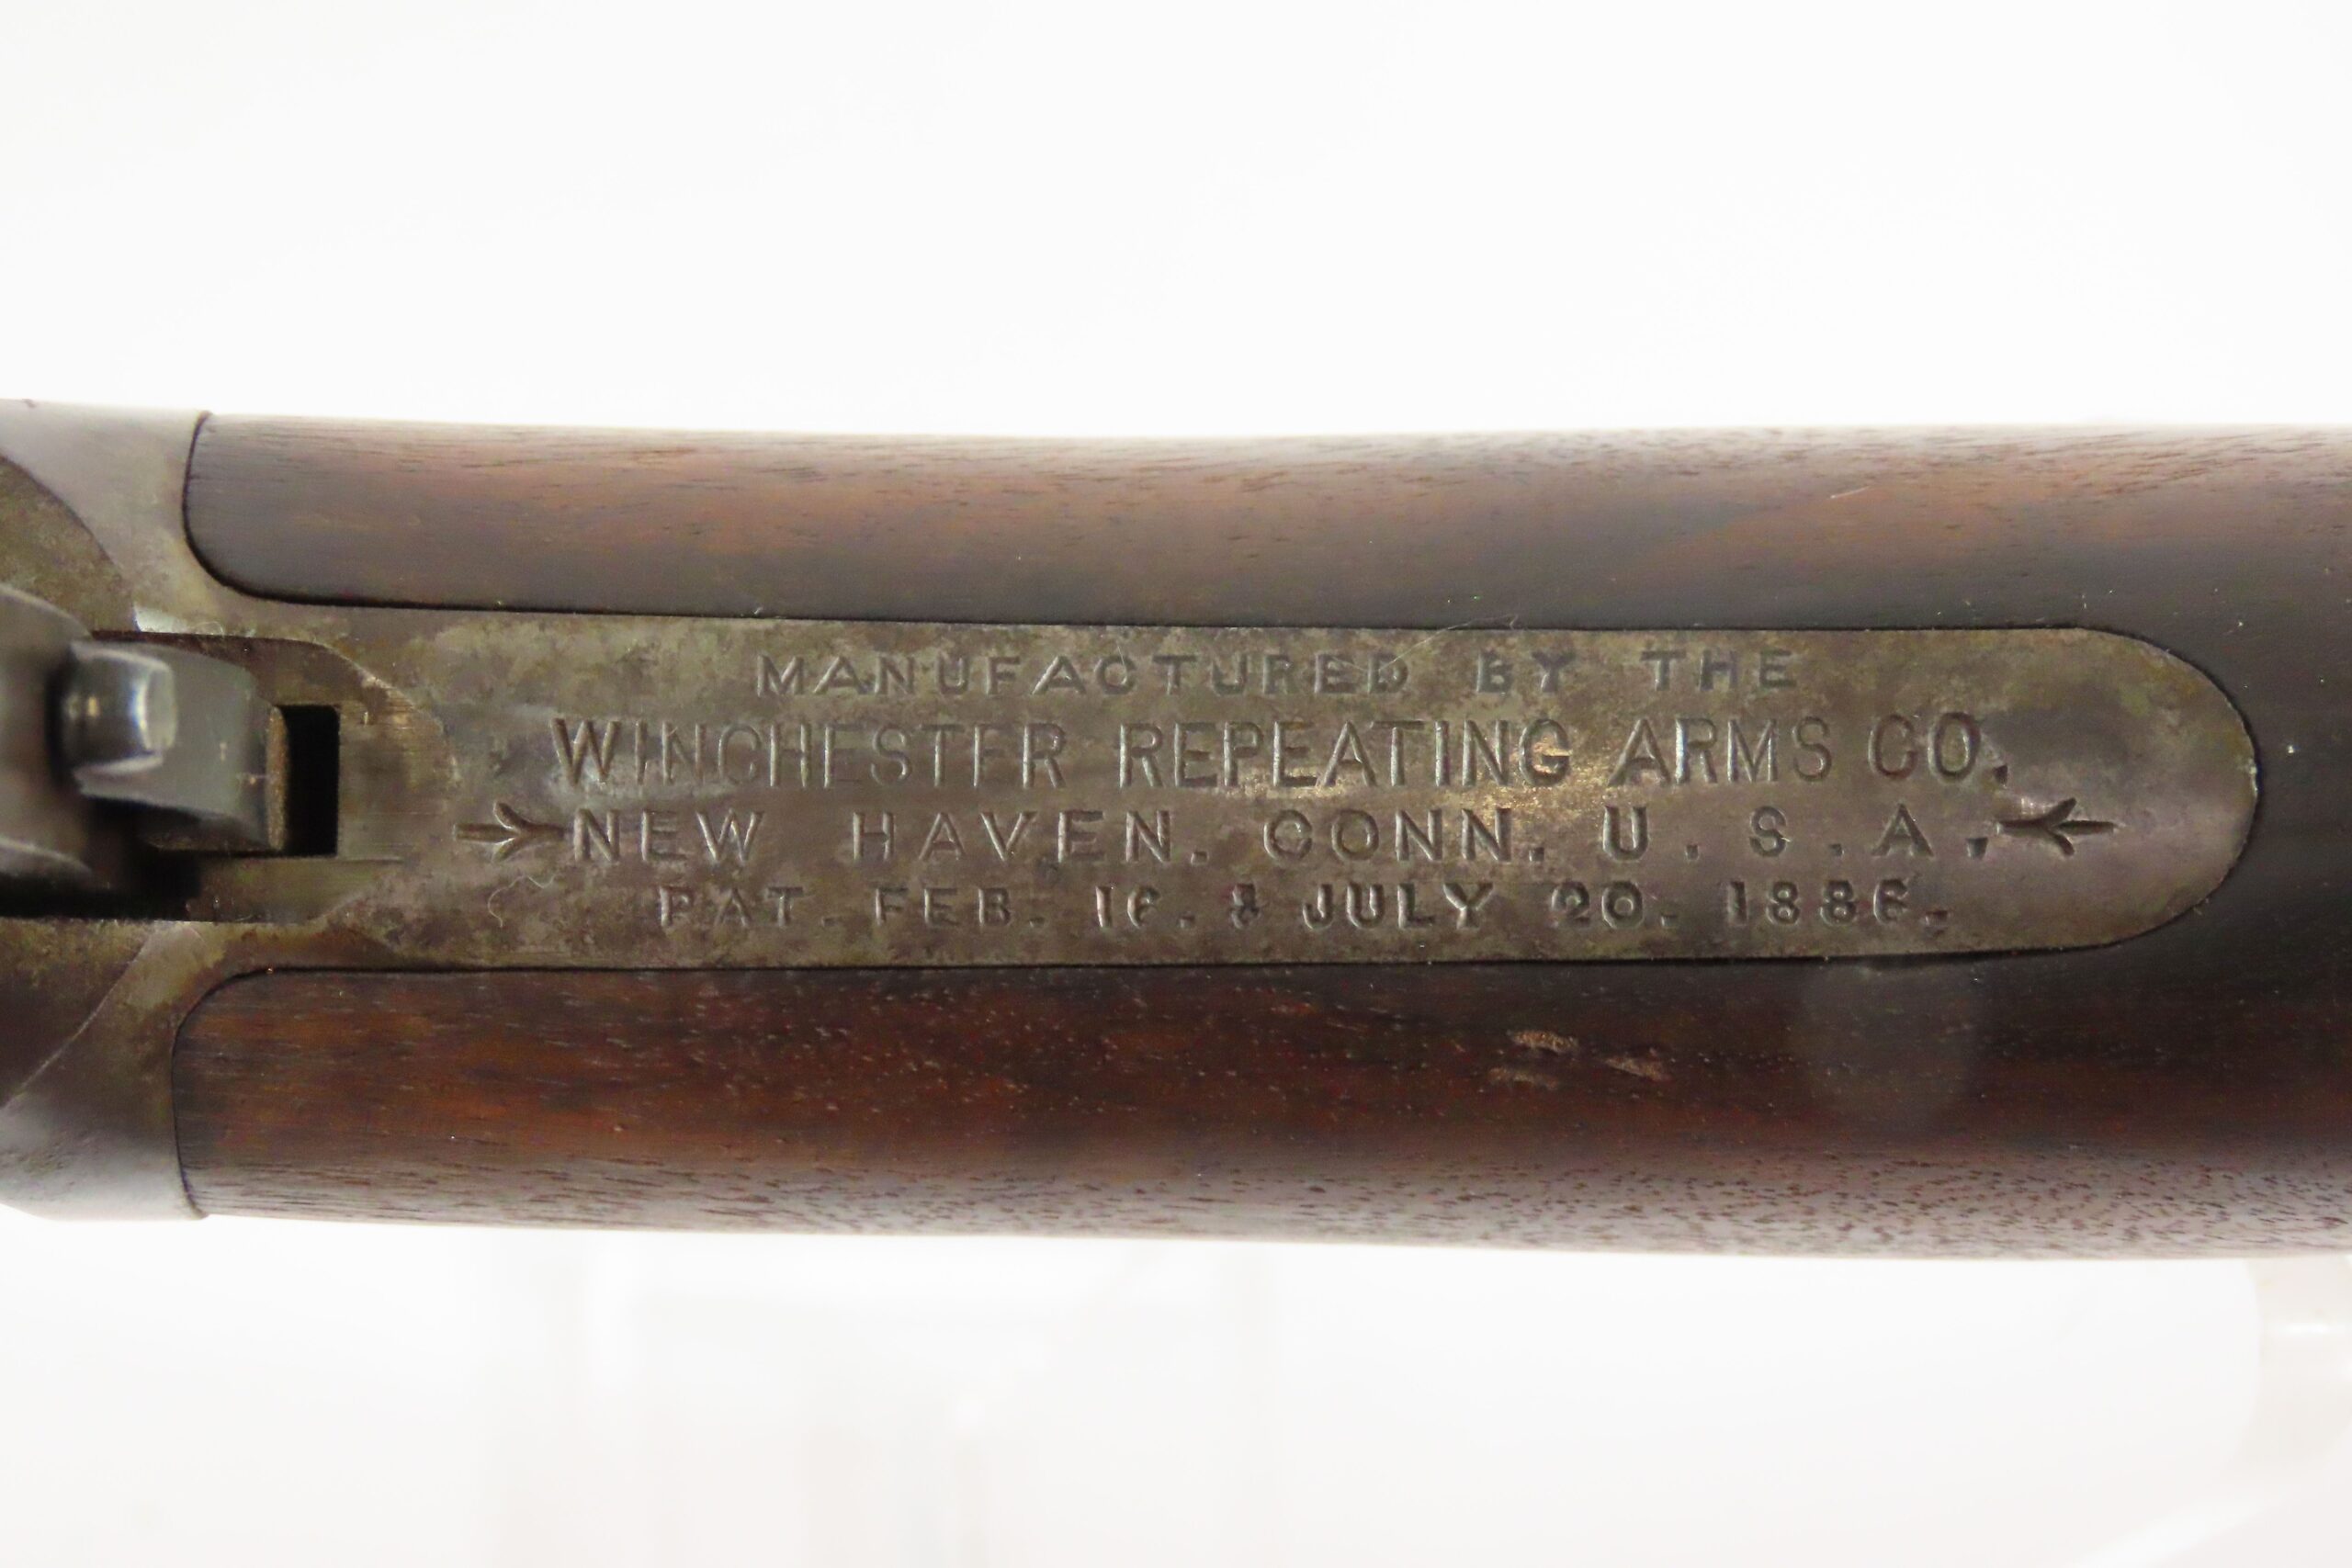 MANUFACTURED BY THE
WINCHESTER REPEATING ARMS CO.
NEW HAVEN. CONN. U.S.A.
PAT. FEB. 16. & JULY 20. 1886.